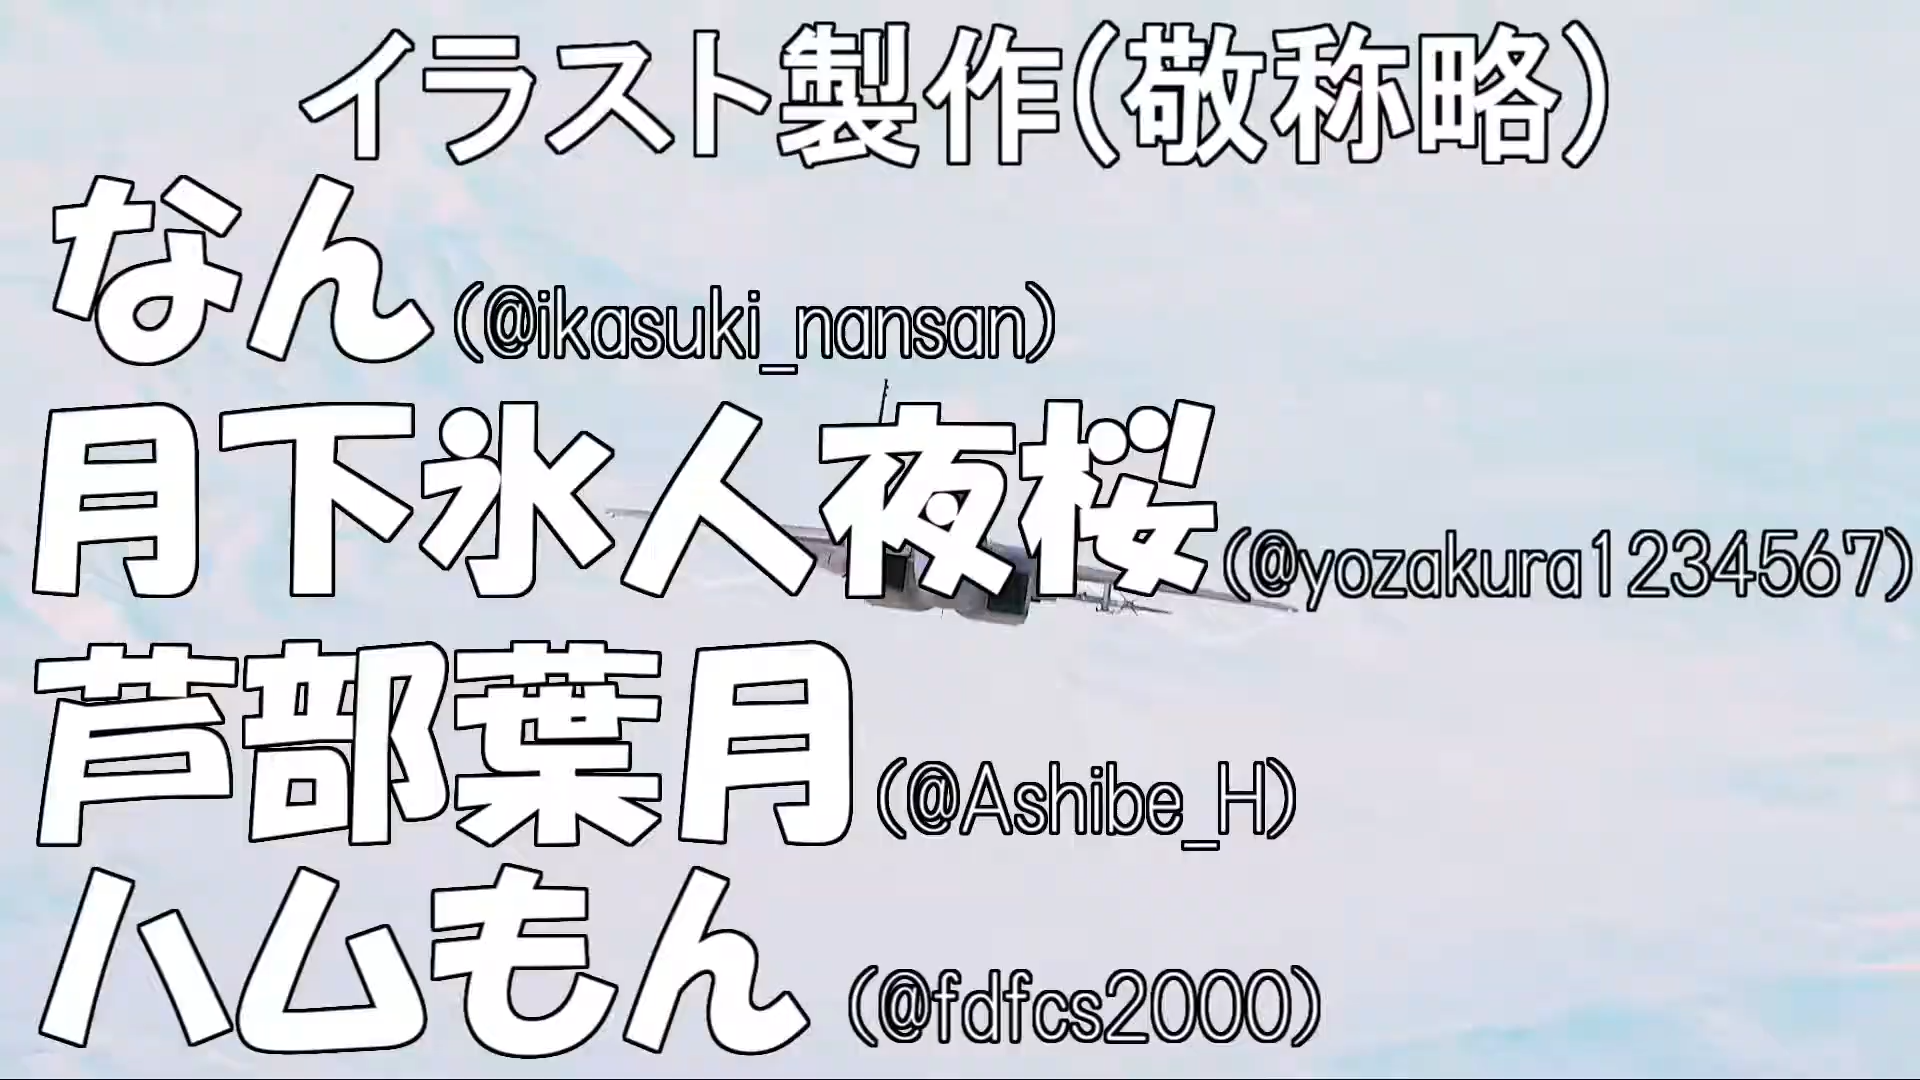 イラスト製作(敬称略)
なん(@ikasuki_nansan)
月下氷人夜桜(@yozakura1234567)
芦部葉月(@Ashibe_H)
ハムもん(@fdfcs2000)